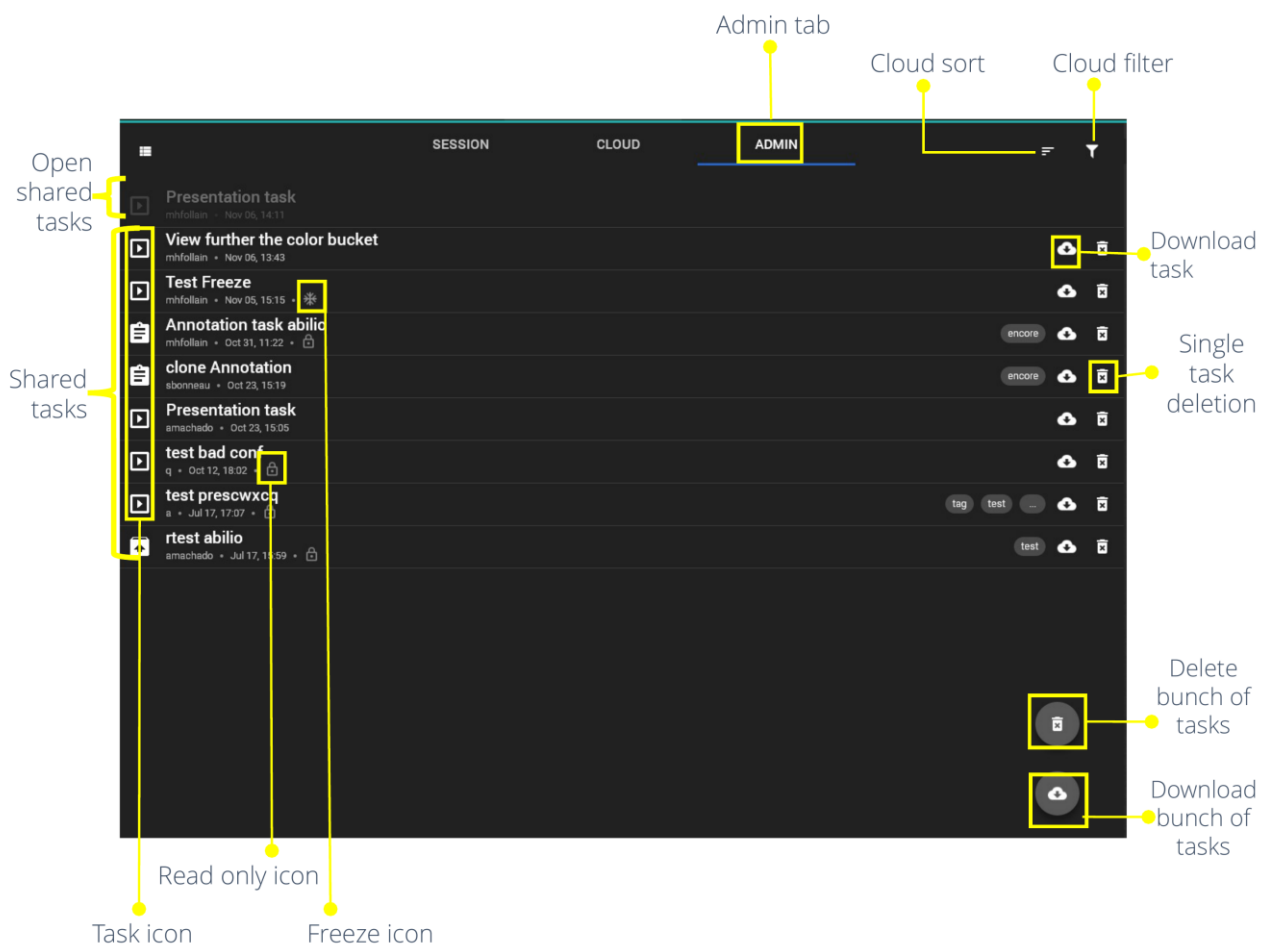 Admin tab
Cloud sort
Cloud filter
SESSION
CLOUD
ADMIN
Open
shared
tasks
Presentation task
mhfollain • Nov 06, 14:11
View further the color bucket
mhfollain • Nov 06, 13:43
Download
task
Test Freeze
mhfollain • Nov 05, 15:15 •
Annotation task abilio
mhfollain • Oct 31, 11:22 •
encore
Single
task
deletion
clone Annotation
sbonneau • Oct 23, 15:19
encore
Shared
tasks
Presentation task
amachado • Oct 23, 15:05
test bad conf
q • Oct 12, 18:02 •
test prescwxcq
a • Jul 17, 17:07 •
tag
test
...
rtest abilio
amachado • Jul 17, 15:59 •
test
Delete
bunch of
tasks
Download
bunch of
tasks
Read only icon
Task icon
Freeze icon